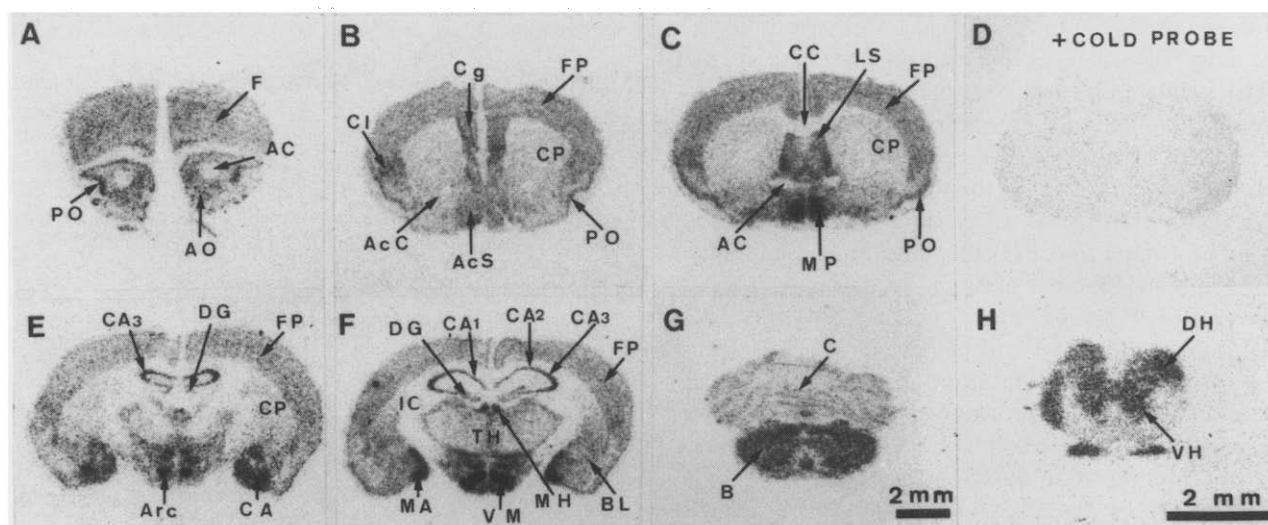 A
F
AC
PO
AO
B
Cg
FP
CI
CP
AcC
AcS
PO
C
CC
LS
FP
CP
AC
MP
PO
D
+COLD PROBE
E
CA3
DG
FP
CP
Arc
CA
F
DG
CA1
CA2
CA3
FP
IC
TH
MA
VM
MH
BL
G
C
B
2mm
H
DH
VH
2 mm